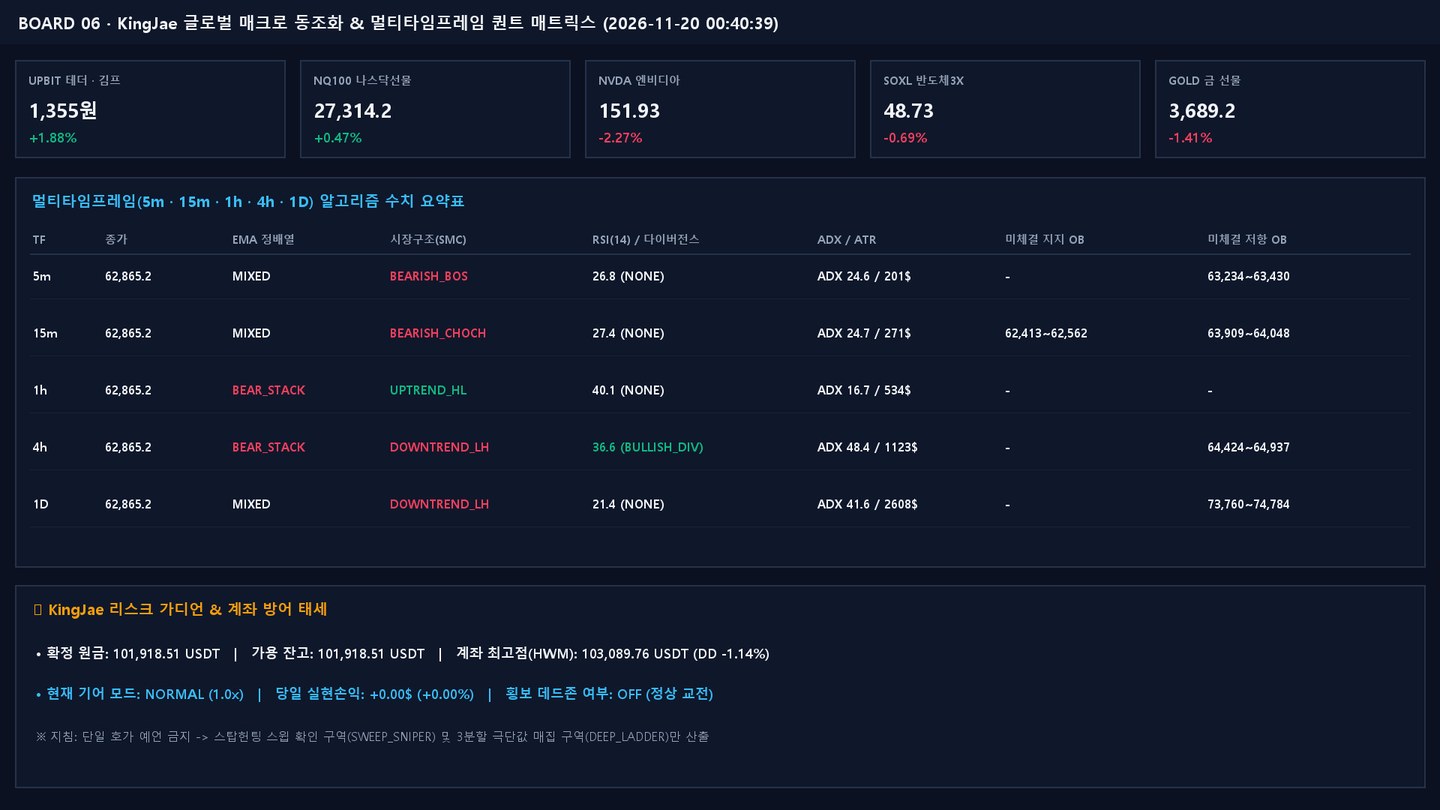 BOARD 06 · KingJae 글로벌 매크로 동조화 & 멀티타임프레임 퀀트 매트릭스 (2026-11-20 00:40:39)
UPBIT 테더 · 김프 NQ100 나스닥선물 NVDA 엔비디아 SOXL 반도체3X GOLD 금 선물
1,355원 27,314.2 151.93 48.73 3,689.2
+1.88% +0.47% -2.27% -0.69% -1.41%
멀티타임프레임(5m · 15m · 1h · 4h · 1D) 알고리즘 수치 요약표
TF 종가 EMA 정배열 시장구조(SMC) RSI(14) / 다이버전스 ADX / ATR 미체결 지지 OB 미체결 저항 OB
5m 62,865.2 MIXED BEARISH_BOS 26.8 (NONE) ADX 24.6 / 201$ - 63,234~63,430
15m 62,865.2 MIXED BEARISH_CHOCH 27.4 (NONE) ADX 24.7 / 271$ 62,413~62,562 63,909~64,048
1h 62,865.2 BEAR_STACK UPTREND_HL 40.1 (NONE) ADX 16.7 / 534$ - -
4h 62,865.2 BEAR_STACK DOWNTREND_LH 36.6 (BULLISH_DIV) ADX 48.4 / 1123$ - 64,424~64,937
1D 62,865.2 MIXED DOWNTREND_LH 21.4 (NONE) ADX 41.6 / 2608$ - 73,760~74,784
KingJae 리스크 가디언 & 계좌 방어 태세
• 확정 원금: 101,918.51 USDT | 가용 잔고: 101,918.51 USDT | 계좌 최고점(HWM): 103,089.76 USDT (DD -1.14%)
• 현재 기어 모드: NORMAL (1.0x) | 당일 실현손익: +0.00$ (+0.00%) | 횡보 데드존 여부: OFF (정상 교전)
※ 지침: 단일 호가 예언 금지 -> 스탑헌팅 스윕 확인 구역(SWEEP_SNIPER) 및 3분할 극단값 매집 구역(DEEP_LADDER)만 산출